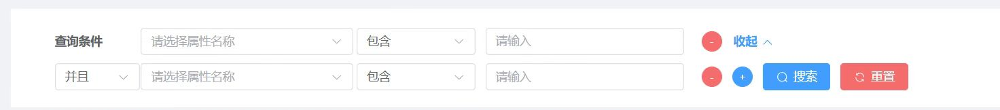 查询条件 请选择属性名称 包含 请输入 - 收起
并且 请选择属性名称 包含 请输入 - + 搜索 重置